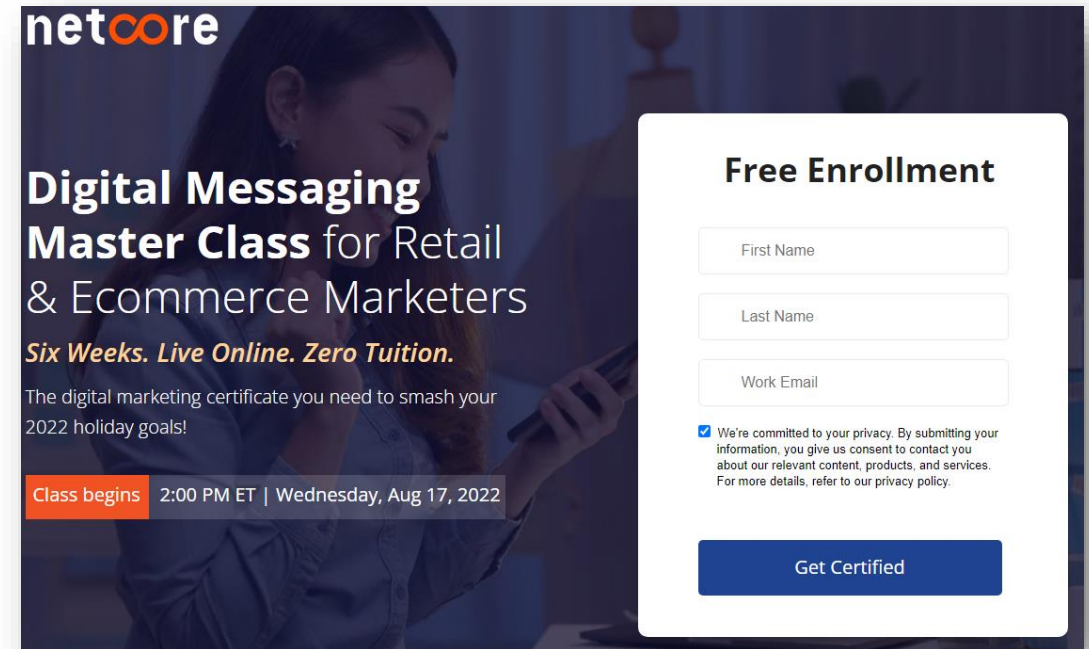 netcore
Digital Messaging
Master Class for Retail
& Ecommerce Marketers
Six Weeks. Live Online. Zero Tuition.
The digital marketing certificate you need to smash your
2022 holiday goals!
Class begins 2:00 PM ET | Wednesday, Aug 17, 2022
Free Enrollment
First Name
Last Name
Work Email
We're committed to your privacy. By submitting your
information, you give us consent to contact you
about our relevant content, products, and services.
For more details, refer to our privacy policy.
Get Certified